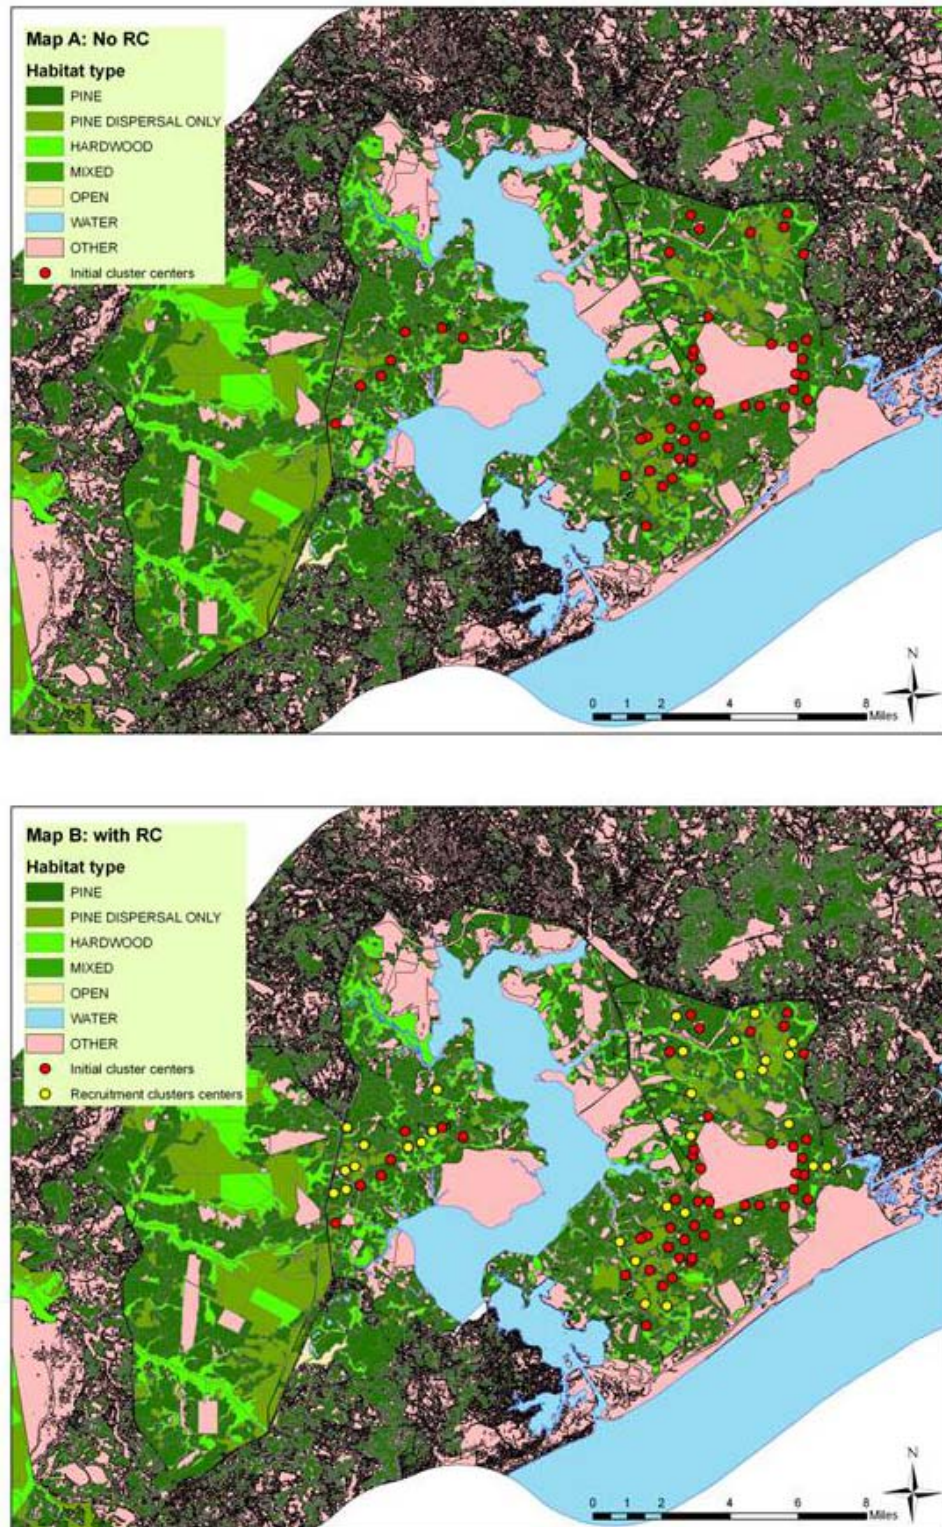 Map A: No RC
Habitat type
PINE
PINE DISPERSAL ONLY
HARDWOOD
MIXED
OPEN
WATER
OTHER
Initial cluster centers
N
0 1 2 4 6 8
Miles
Map B: with RC
Habitat type
PINE
PINE DISPERSAL ONLY
HARDWOOD
MIXED
OPEN
WATER
OTHER
Initial cluster centers
Recruitment clusters centers
N
0 1 2 4 6 8
Miles